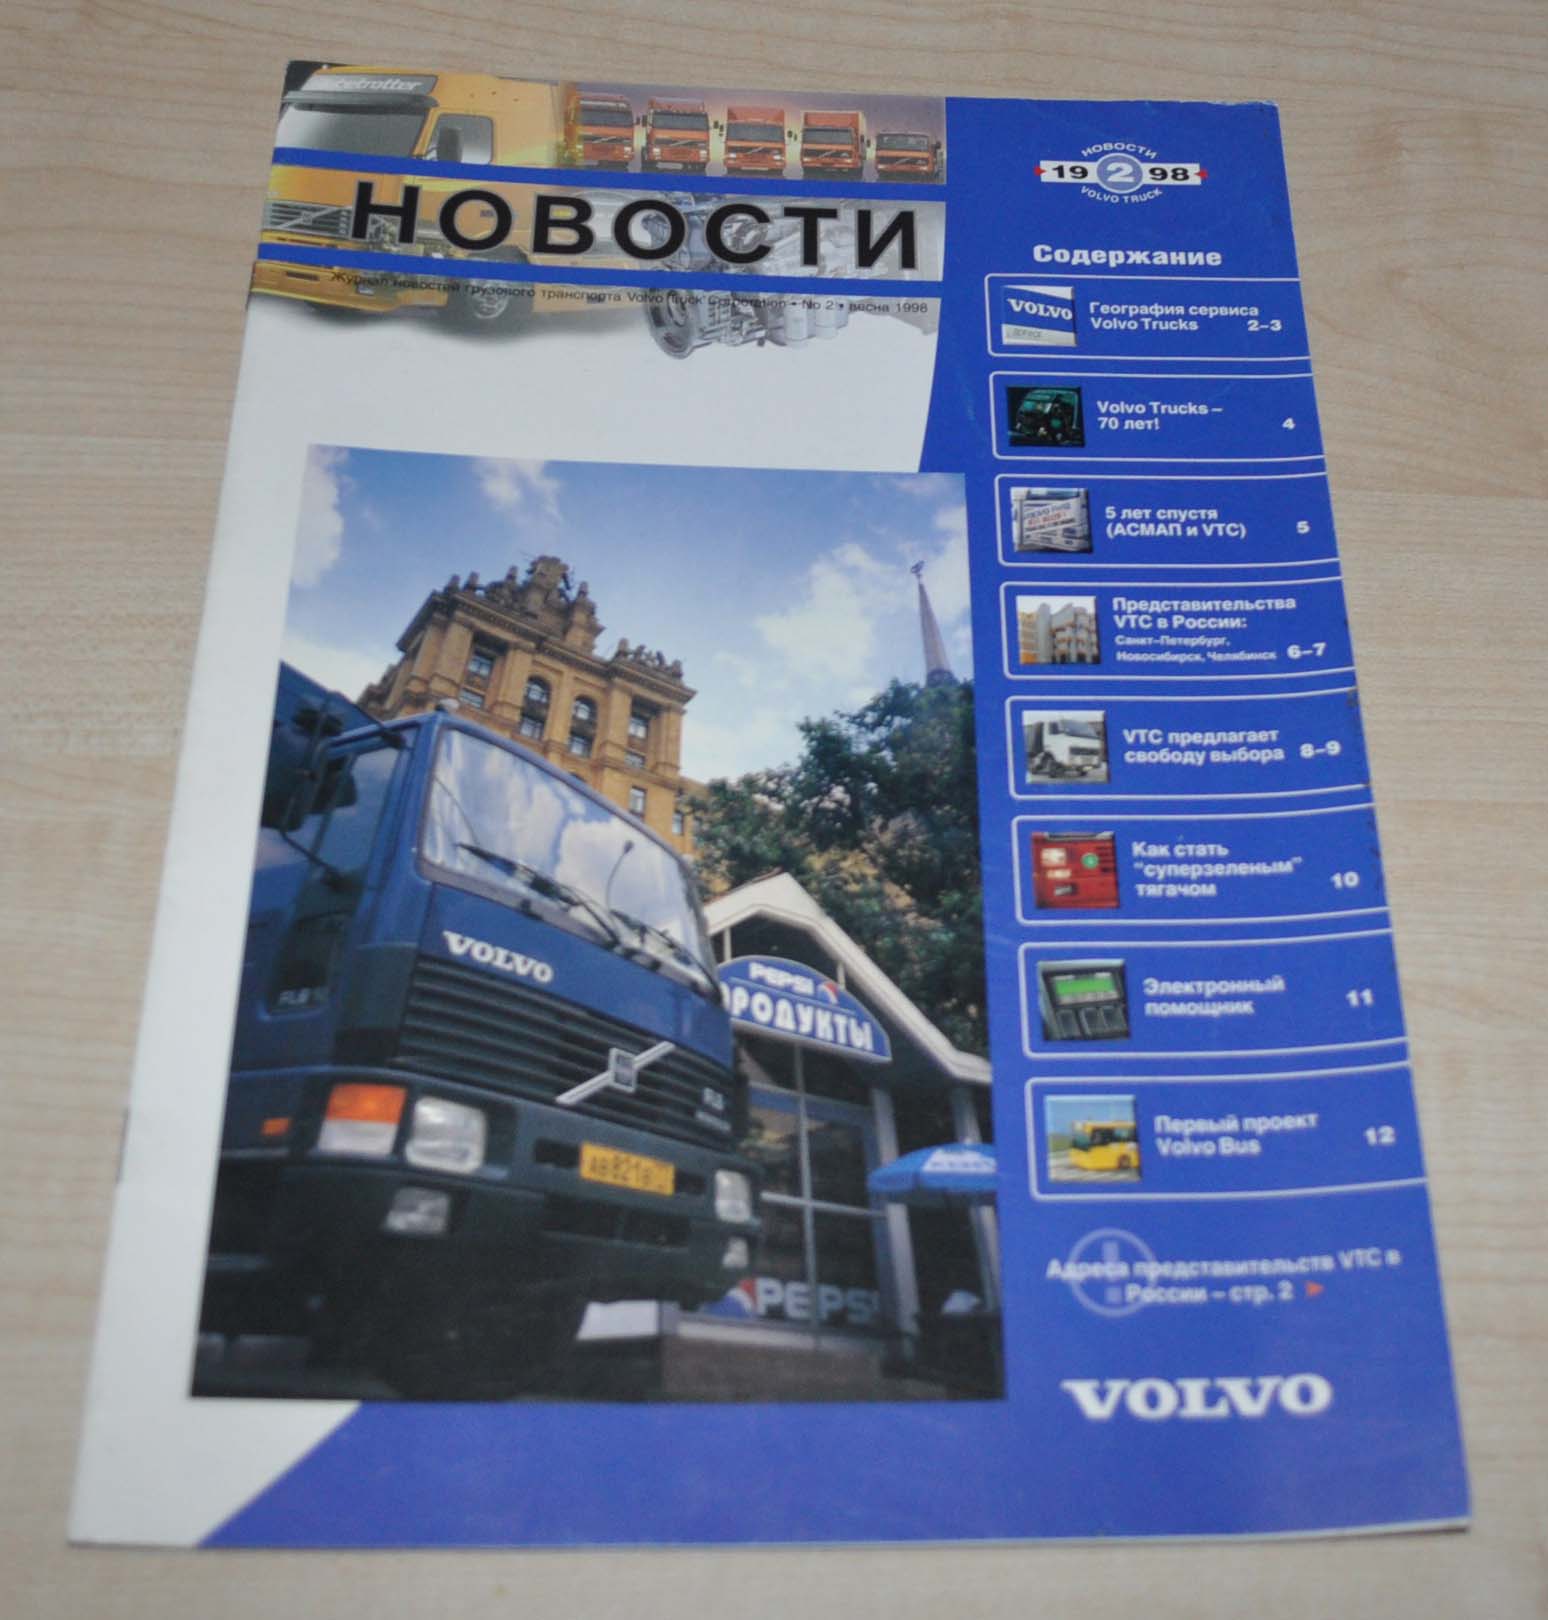 НОВОСТИ
Журнал новостей грузового транспорта Volvo Truck Corporation • No 2 • весна 1998
НОВОСТИ
19 2 98
VOLVO TRUCK
Содержание
VOLVO
География сервиса
Volvo Trucks 2–3
Volvo Trucks –
70 лет! 4
5 лет спустя
(АСМАП и VTC) 5
Представительства
VTC в России:
Санкт–Петербург,
Новосибирск, Челябинск 6–7
VTC предлагает
свободу выбора 8–9
Как стать
"суперзеленым"
тягачом 10
Электронный
помощник 11
Первый проект
Volvo Bus 12
Адреса представительств VTC в
России – стр. 2
VOLVO
VOLVO
PEPSI
ПРОДУКТЫ
PEPSI